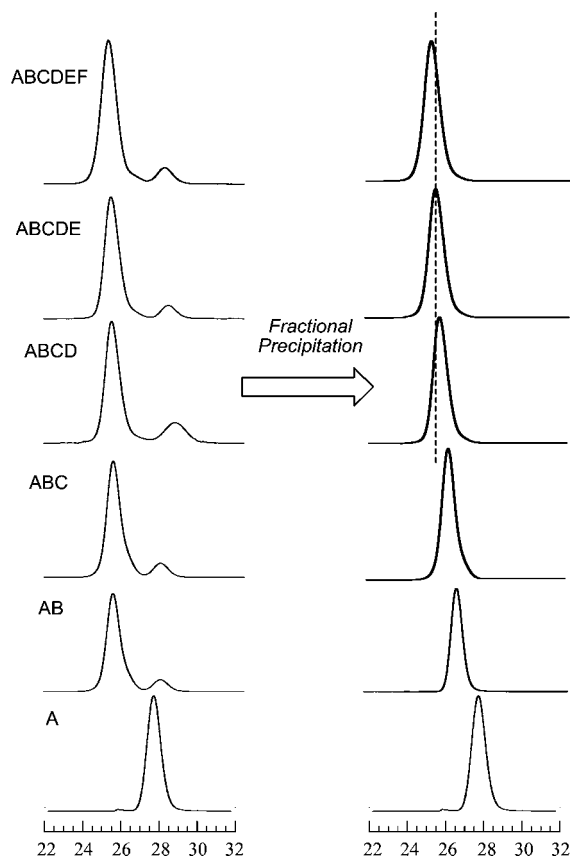 ABCDEF
ABCDE
Fractional
Precipitation
ABCD
ABC
AB
A
22 24 26 28 30 32 22 24 26 28 30 32